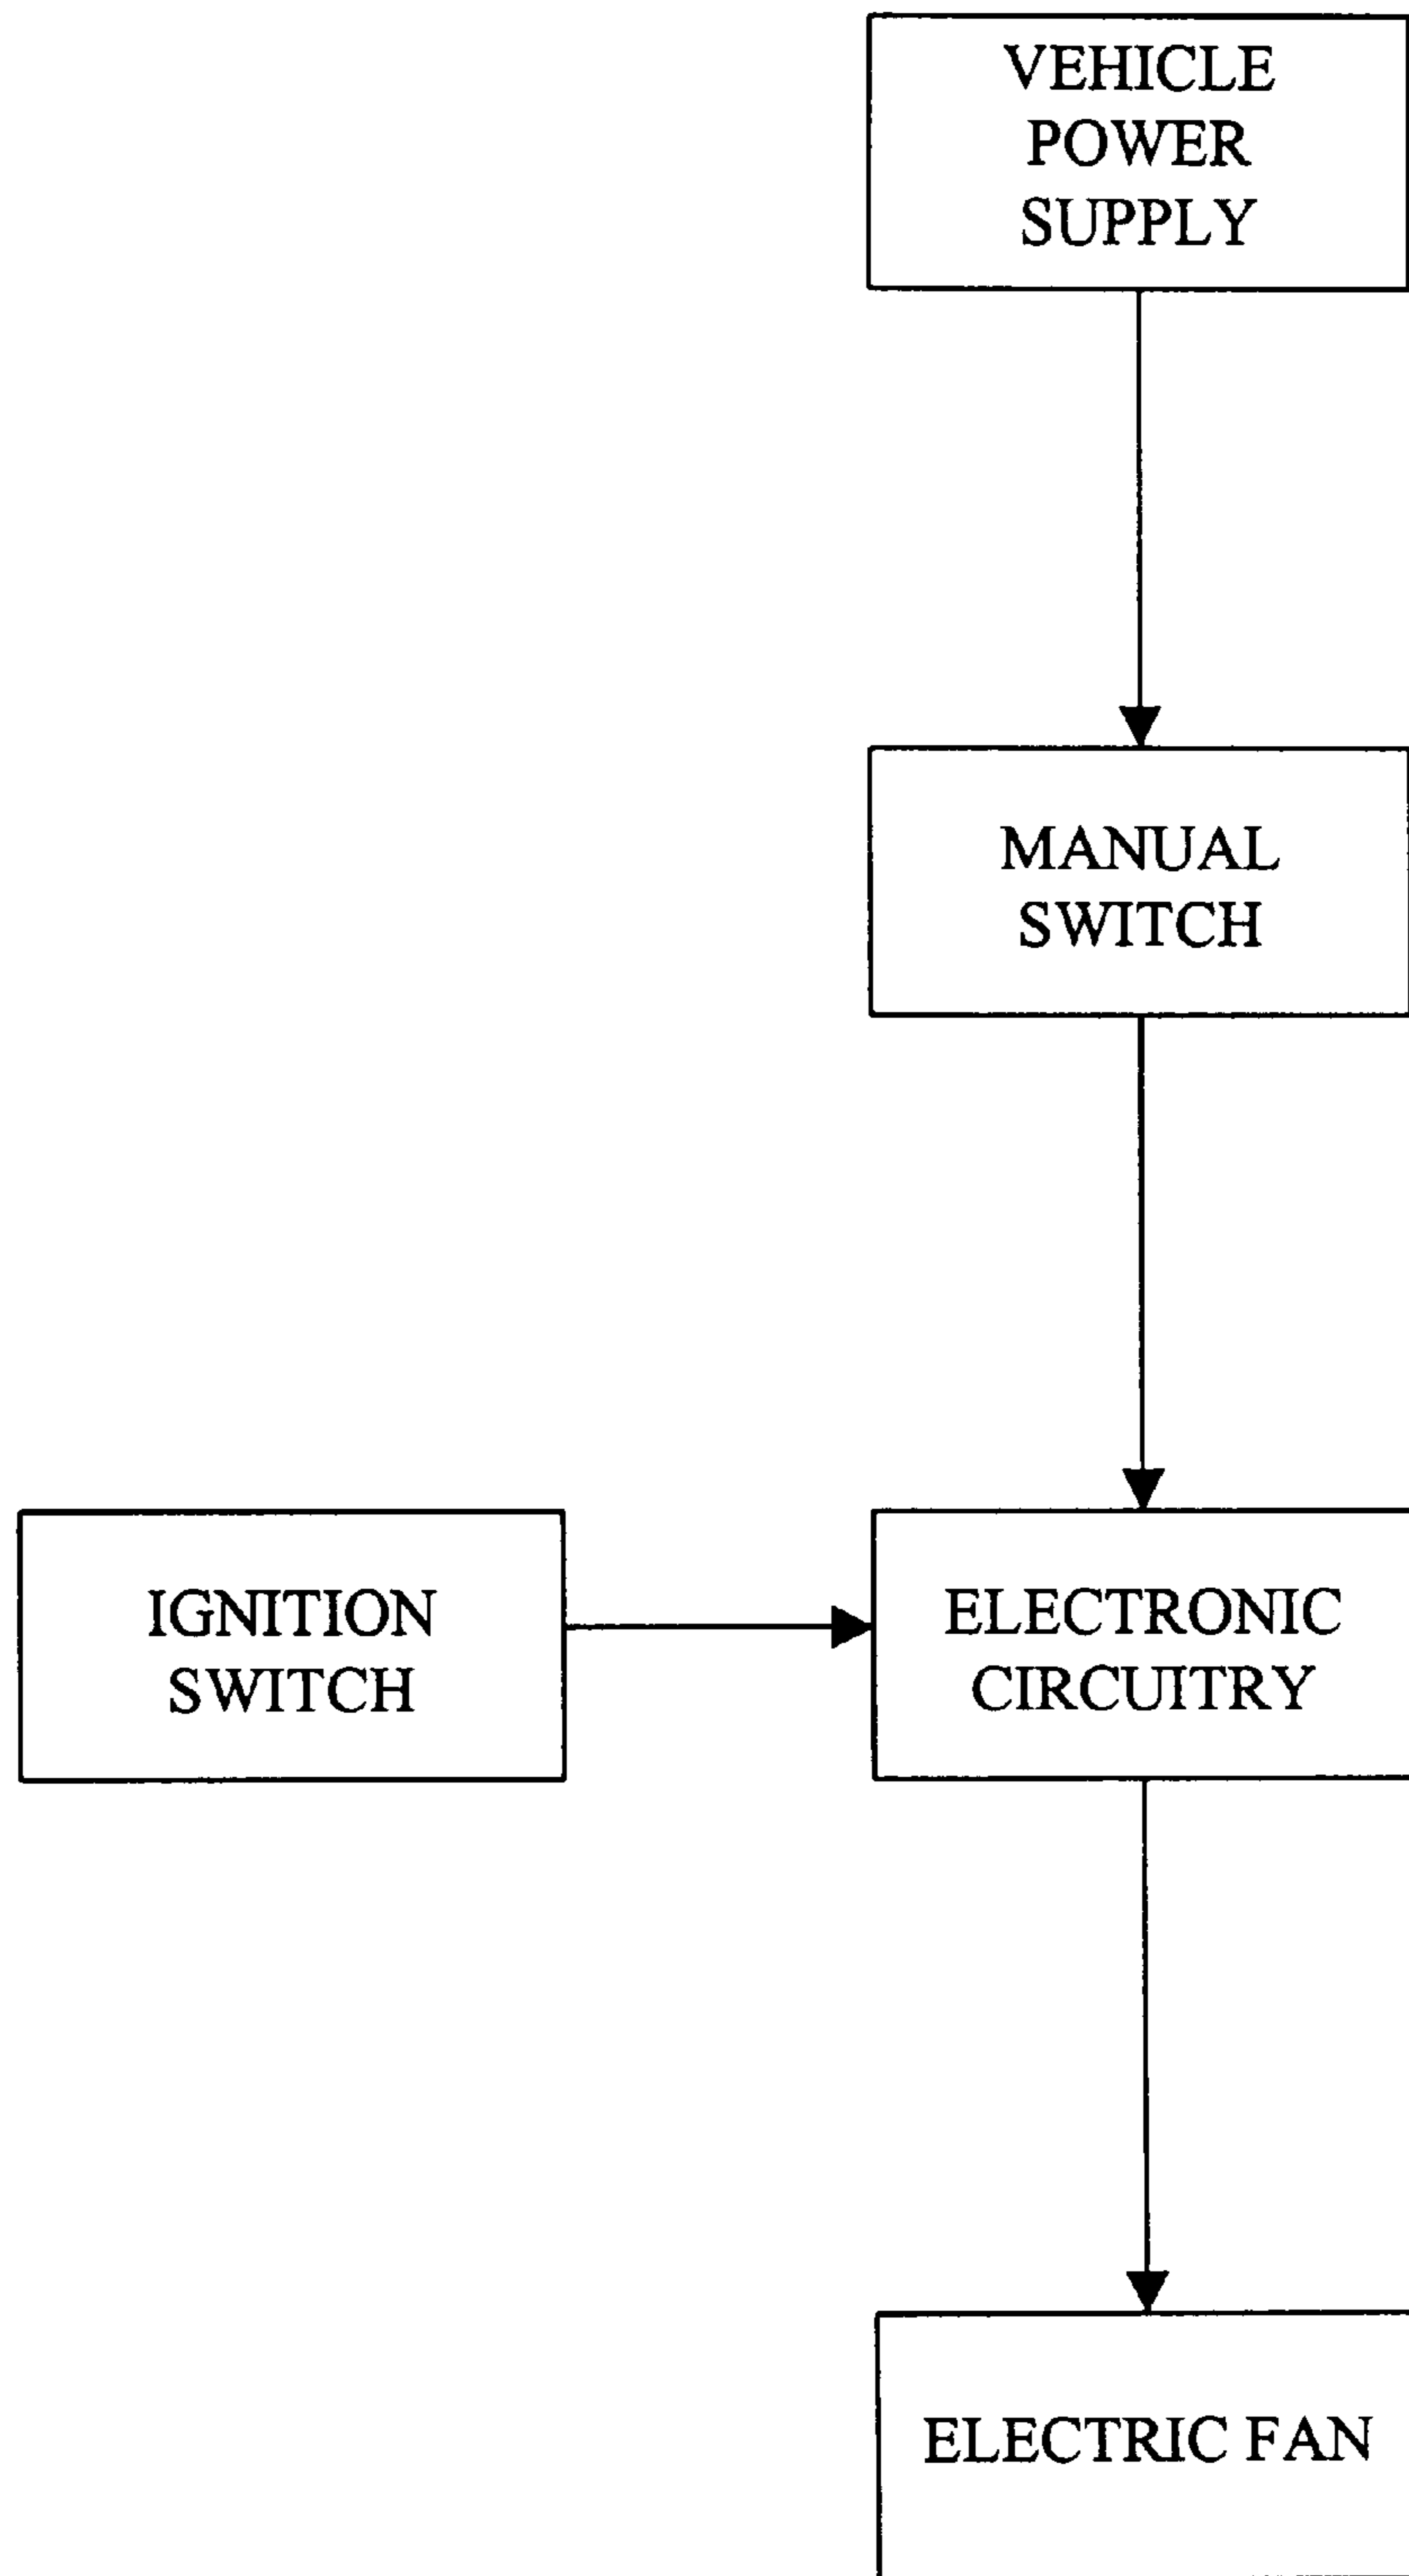 VEHICLE
POWER
SUPPLY
MANUAL
SWITCH
IGNITION
SWITCH
ELECTRONIC
CIRCUITRY
ELECTRIC FAN